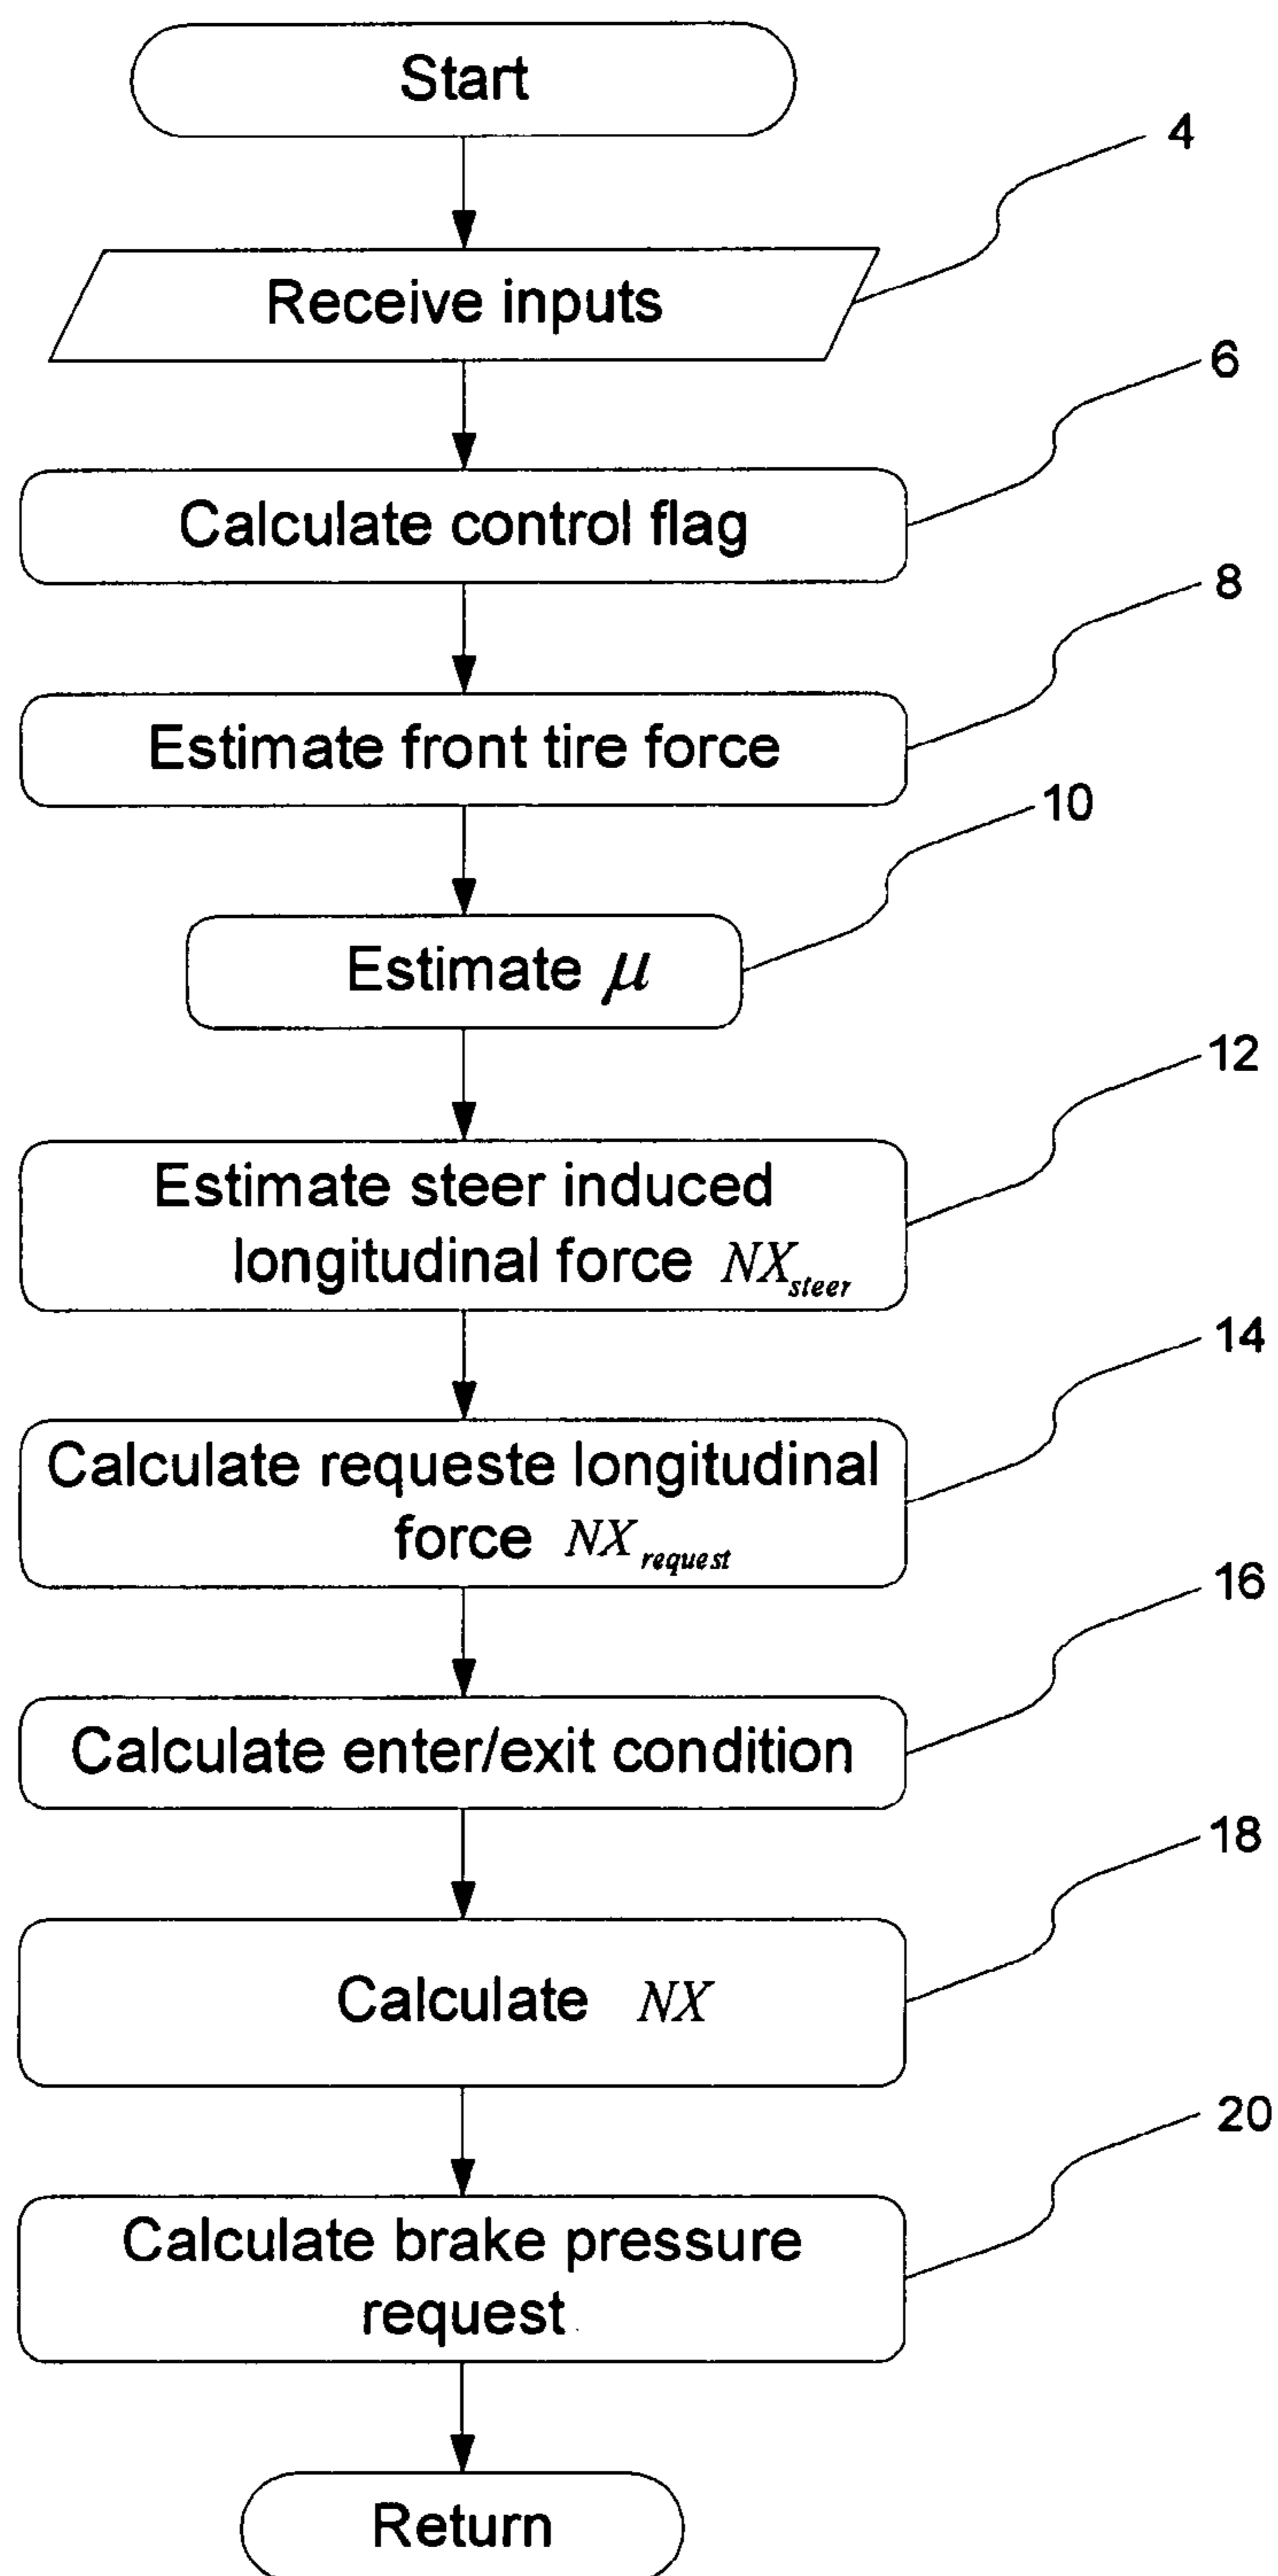 Start
4
Receive inputs
6
Calculate control flag
8
Estimate front tire force
10
Estimate μ
12
Estimate steer induced
longitudinal force NX_steer
14
Calculate requeste longitudinal
force NX_request
16
Calculate enter/exit condition
18
Calculate NX
20
Calculate brake pressure
request
Return